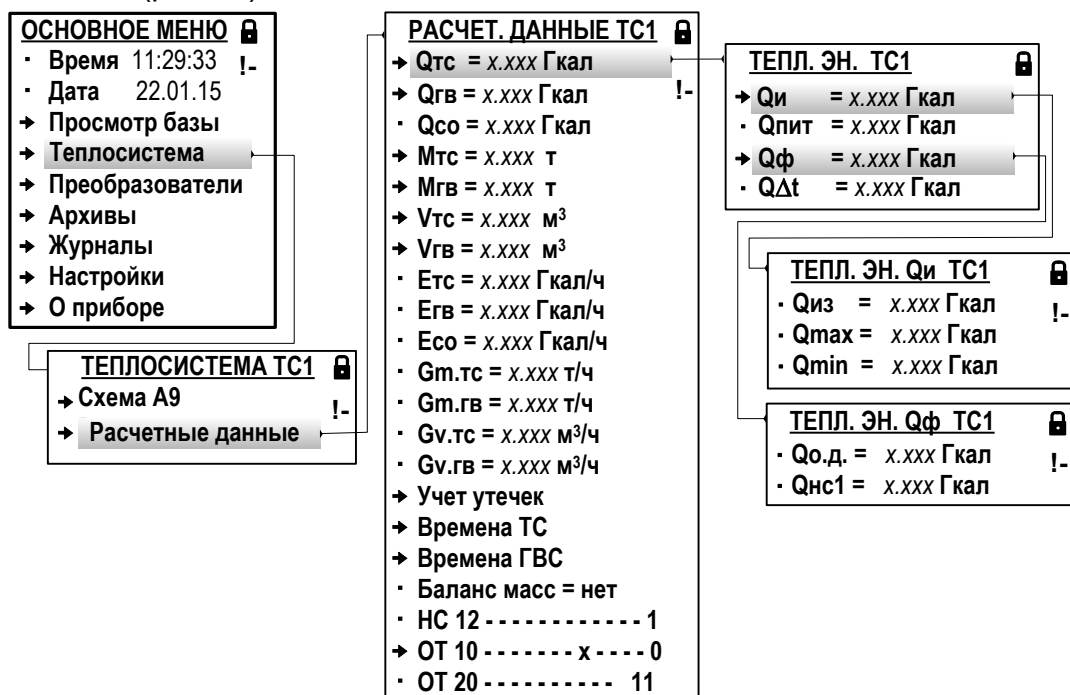 ОСНОВНОЕ МЕНЮ
· Время 11:29:33 !-
· Дата 22.01.15
→ Просмотр базы
→ Теплосистема
→ Преобразователи
→ Архивы
→ Журналы
→ Настройки
→ О приборе
ТЕПЛОСИСТЕМА ТС1
→ Схема А9
!-
→ Расчетные данные
РАСЧЕТ. ДАННЫЕ ТС1
→ Qтс = x.xxx Гкал
→ Qгв = x.xxx Гкал !-
· Qсо = x.xxx Гкал
→ Мтс = x.xxx т
→ Мгв = x.xxx т
→ Vтс = x.xxx м³
→ Vгв = x.xxx м³
· Етс = x.xxx Гкал/ч
· Егв = x.xxx Гкал/ч
· Есо = x.xxx Гкал/ч
· Gm.тс = x.xxx т/ч
· Gm.гв = x.xxx т/ч
· Gv.тс = x.xxx м³/ч
· Gv.гв = x.xxx м³/ч
→ Учет утечек
→ Времена ТС
→ Времена ГВС
· Баланс масс = нет
· НС 12 - - - - - - - - - - - - 1
→ ОТ 10 - - - - - - - х - - - - 0
· ОТ 20 - - - - - - - - - - 11
ТЕПЛ. ЭН. ТС1
→ Qи = x.xxx Гкал
· Qпит = x.xxx Гкал
→ Qф = x.xxx Гкал
· QΔt = x.xxx Гкал
ТЕПЛ. ЭН. Qи ТС1
· Qиз = x.xxx Гкал !-
· Qmax = x.xxx Гкал
· Qmin = x.xxx Гкал
ТЕПЛ. ЭН. Qф ТС1
· Qо.д. = x.xxx Гкал !-
· Qнс1 = x.xxx Гкал